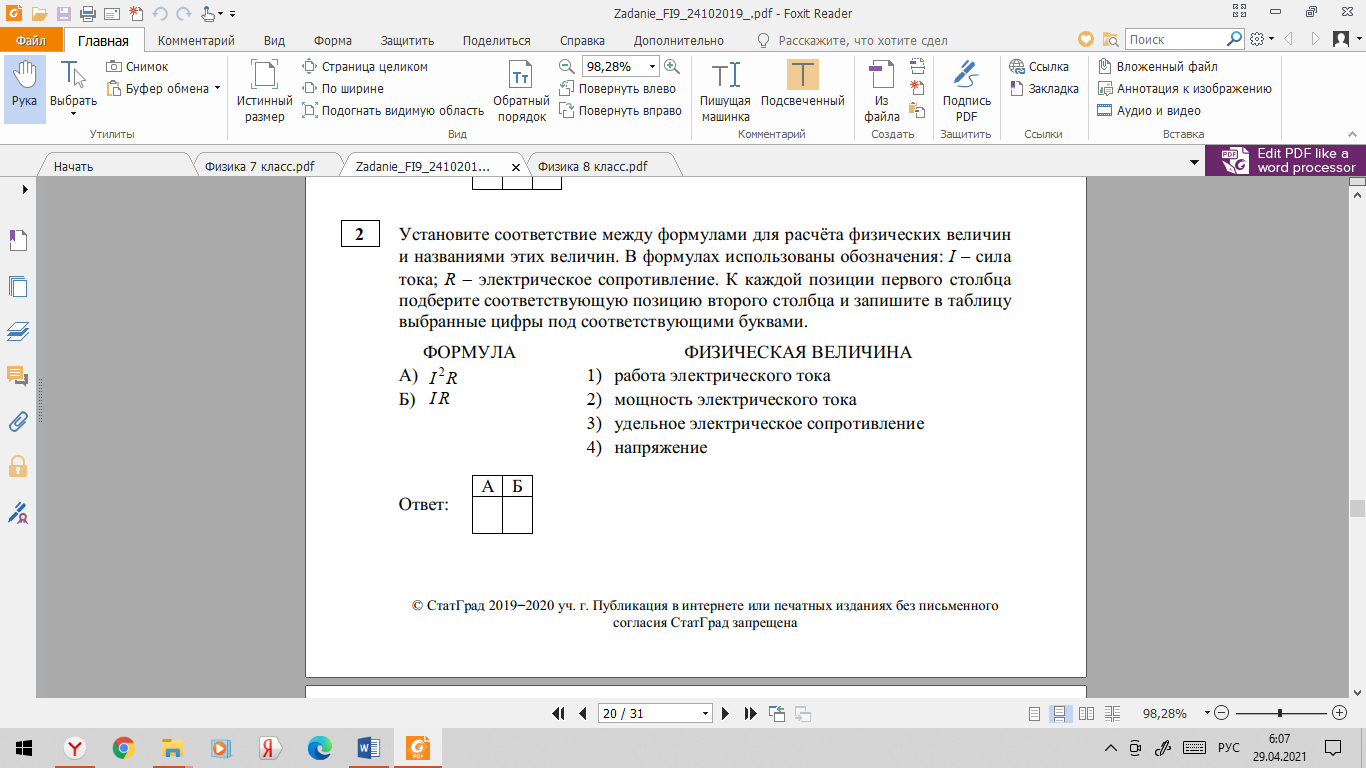 Zadanie_FI9_24102019_.pdf - Foxit Reader
Файл Главная Комментарий Вид Форма Защитить Поделиться Справка Дополнительно Расскажите, что хотите сдел Поиск
Рука
Выбрать
Снимок
Буфер обмена
Утилиты
Истинный размер
Страница целиком
По ширине
Подогнать видимую область
Обратный порядок
98,28%
Повернуть влево
Повернуть вправо
Вид
Пишущая машинка
Подсвеченный
Комментарий
Из файла
Создать
Подпись PDF
Защитить
Ссылка
Закладка
Ссылки
Вложенный файл
Аннотация к изображению
Аудио и видео
Вставка
Начать Физика 7 класс.pdf Zadanie_FI9_2410201... Физика 8 класс.pdf
Edit PDF like a
word processor
2 Установите соответствие между формулами для расчёта физических величин
и названиями этих величин. В формулах использованы обозначения: I – сила
тока; R – электрическое сопротивление. К каждой позиции первого столбца
подберите соответствующую позицию второго столбца и запишите в таблицу
выбранные цифры под соответствующими буквами.
ФОРМУЛА ФИЗИЧЕСКАЯ ВЕЛИЧИНА
А) I²R 1) работа электрического тока
Б) IR 2) мощность электрического тока
3) удельное электрическое сопротивление
4) напряжение
А Б
Ответ:
© СтатГрад 2019−2020 уч. г. Публикация в интернете или печатных изданиях без письменного
согласия СтатГрад запрещена
20 / 31 98,28%
РУС 6:07
29.04.2021